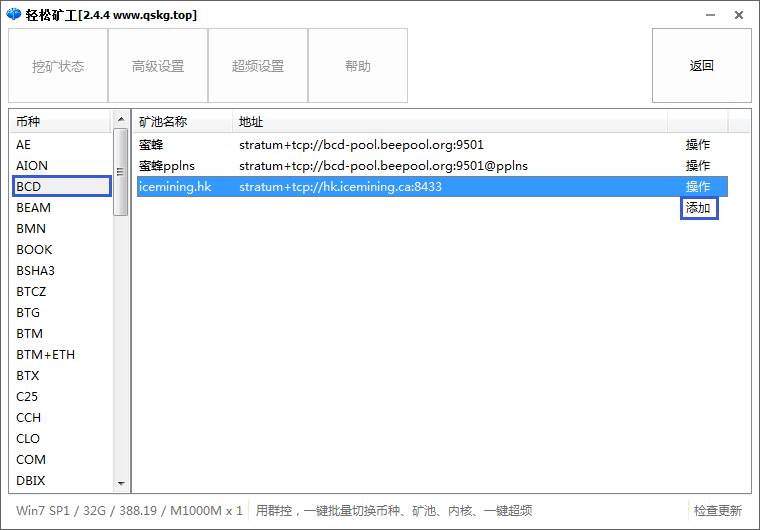 轻松矿工[2.4.4 www.qskg.top]
挖矿状态 高级设置 超频设置 帮助 返回
币种 矿池名称 地址
AE 蜜蜂 stratum+tcp://bcd-pool.beepool.org:9501 操作
AION 蜜蜂pplns stratum+tcp://bcd-pool.beepool.org:9501@pplns 操作
BCD icemining.hk stratum+tcp://hk.icemining.ca:8433 操作
BEAM 添加
BMN
BOOK
BSHA3
BTCZ
BTG
BTM
BTM+ETH
BTX
C25
CCH
CLO
COM
DBIX
Win7 SP1 / 32G / 388.19 / M1000M x 1 用群控，一键批量切换币种、矿池、内核、一键超频 检查更新